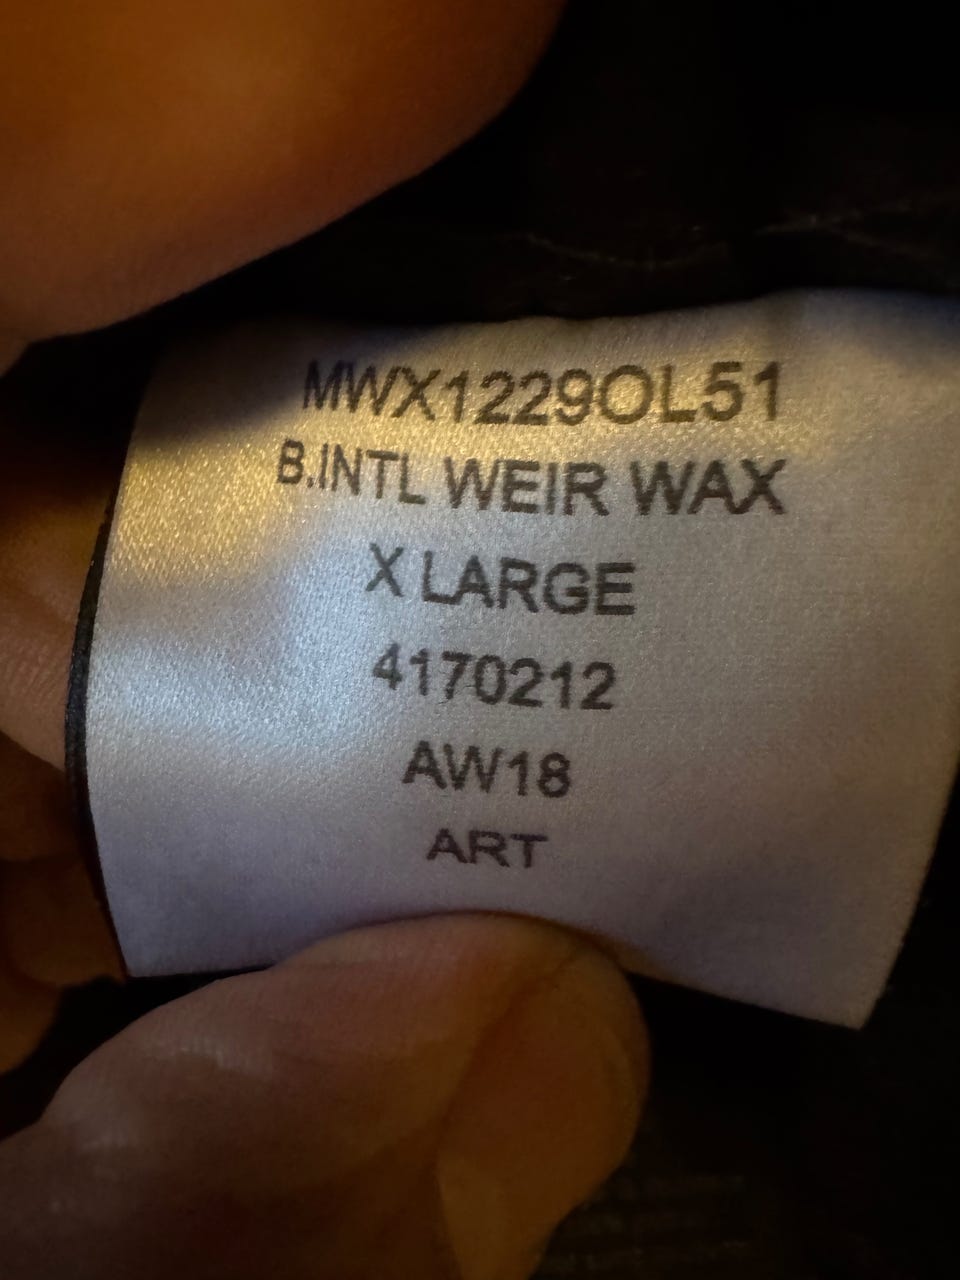 MWX1229OL51
B.INTL WEIR WAX
X LARGE
4170212
AW18
ART